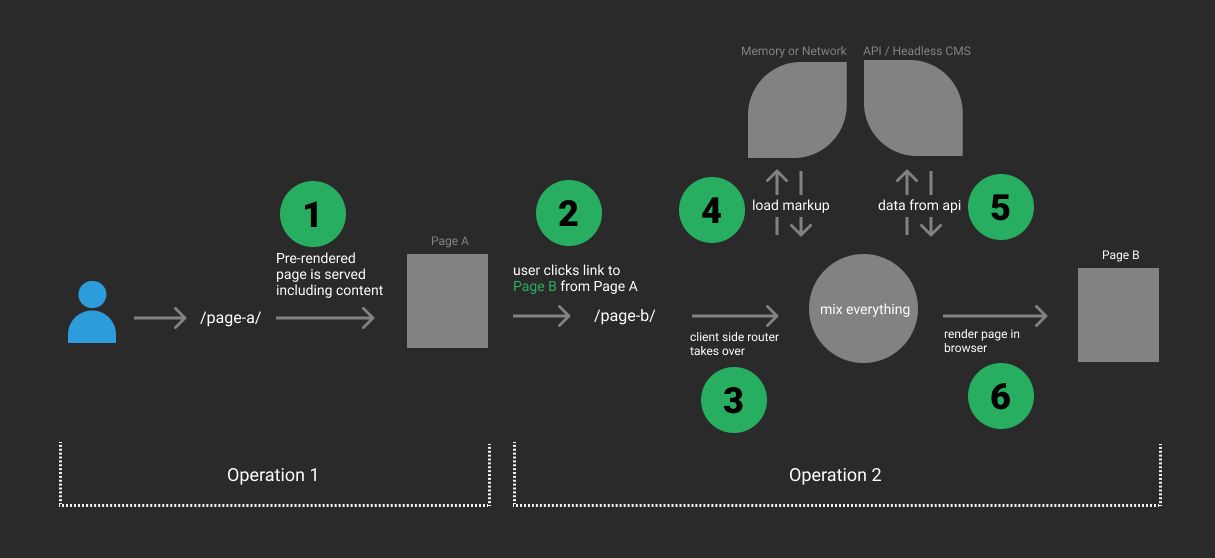 Memory or Network
API / Headless CMS
1
Pre-rendered
page is served
including content
/page-a/
Page A
2
user clicks link to
Page B from Page A
/page-b/
client side router
takes over
3
4
load markup
data from api
5
mix everything
render page in
browser
6
Page B
Operation 1
Operation 2